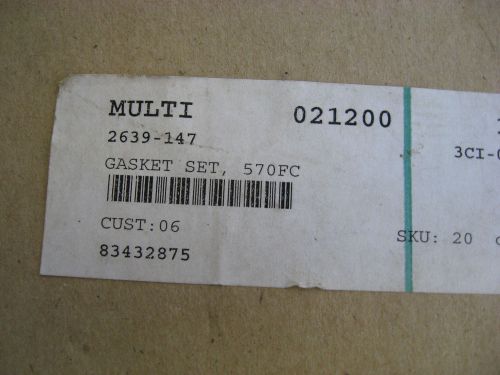 MULTI 021200
2639-147
3CI-
GASKET SET, 570FC
CUST:06
SKU: 20
83432875